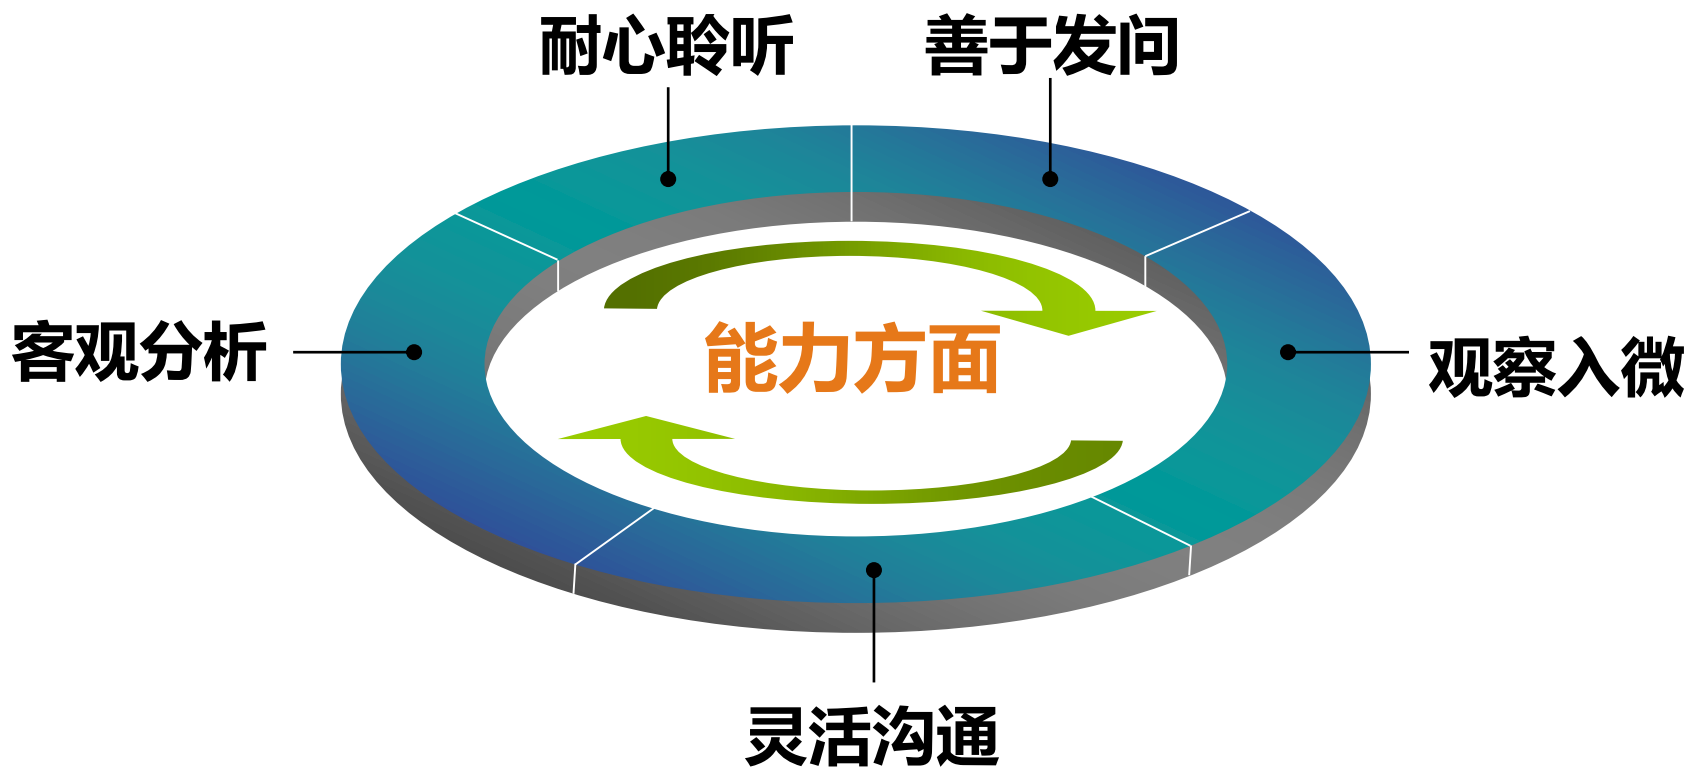 耐心聆听
善于发问
客观分析
能力方面
观察入微
灵活沟通